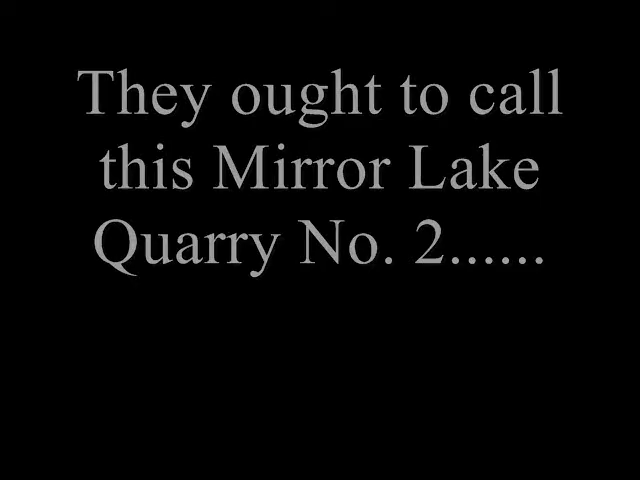 They ought to call
this Mirror Lake
Quarry No. 2......